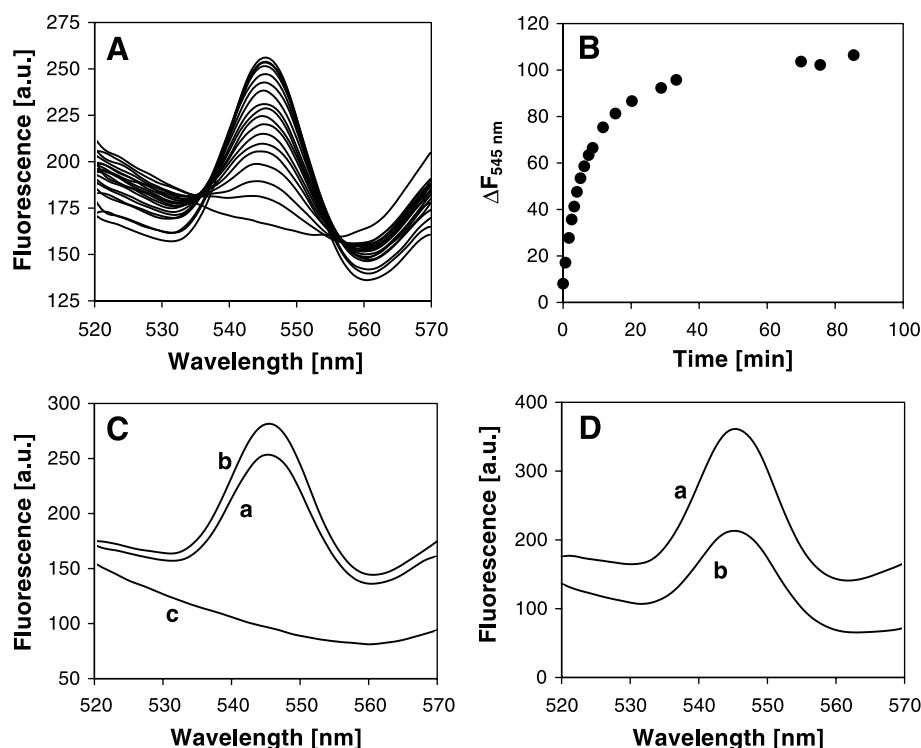 A
Fluorescence [a.u.]
275
250
225
200
175
150
125
520 530 540 550 560 570
Wavelength [nm]
B
ΔF545 nm
120
100
80
60
40
20
0
0 20 40 60 80 100
Time [min]
C
Fluorescence [a.u.]
300
250
200
150
100
50
b
a
c
520 530 540 550 560 570
Wavelength [nm]
D
Fluorescence [a.u.]
400
300
200
100
0
a
b
520 530 540 550 560 570
Wavelength [nm]